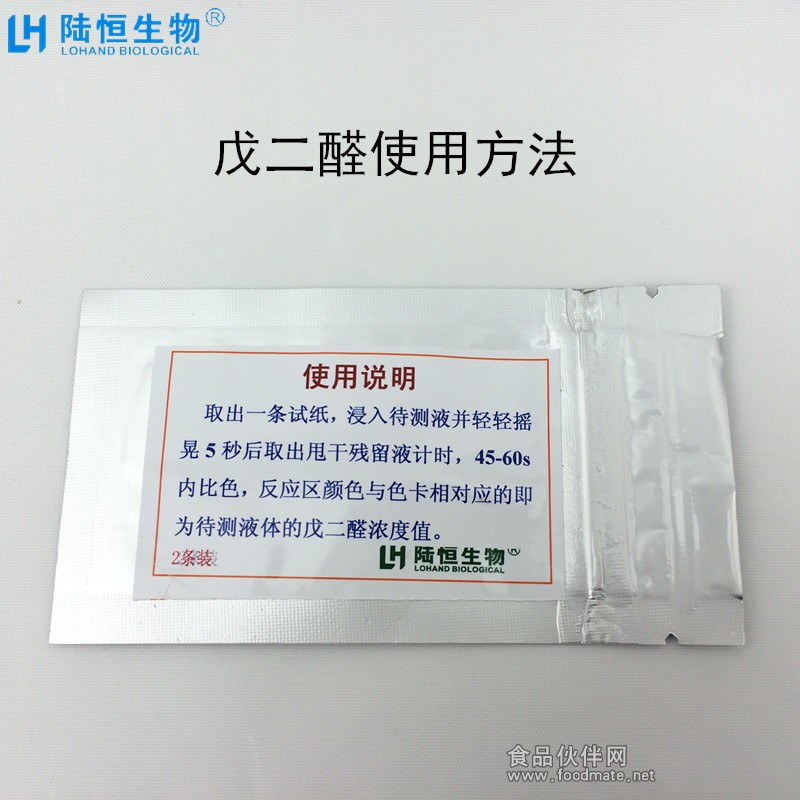 LH 陆恒生物®
LOHAND BIOLOGICAL
戊二醛使用方法
使用说明
取出一条试纸，浸入待测液并轻轻摇
晃5秒后取出甩干残留液计时，45-60s
内比色，反应区颜色与色卡相对应的即
为待测液体的戊二醛浓度值。
2条装
LH 陆恒生物®
LOHAND BIOLOGICAL
食品伙伴网
www.foodmate.net